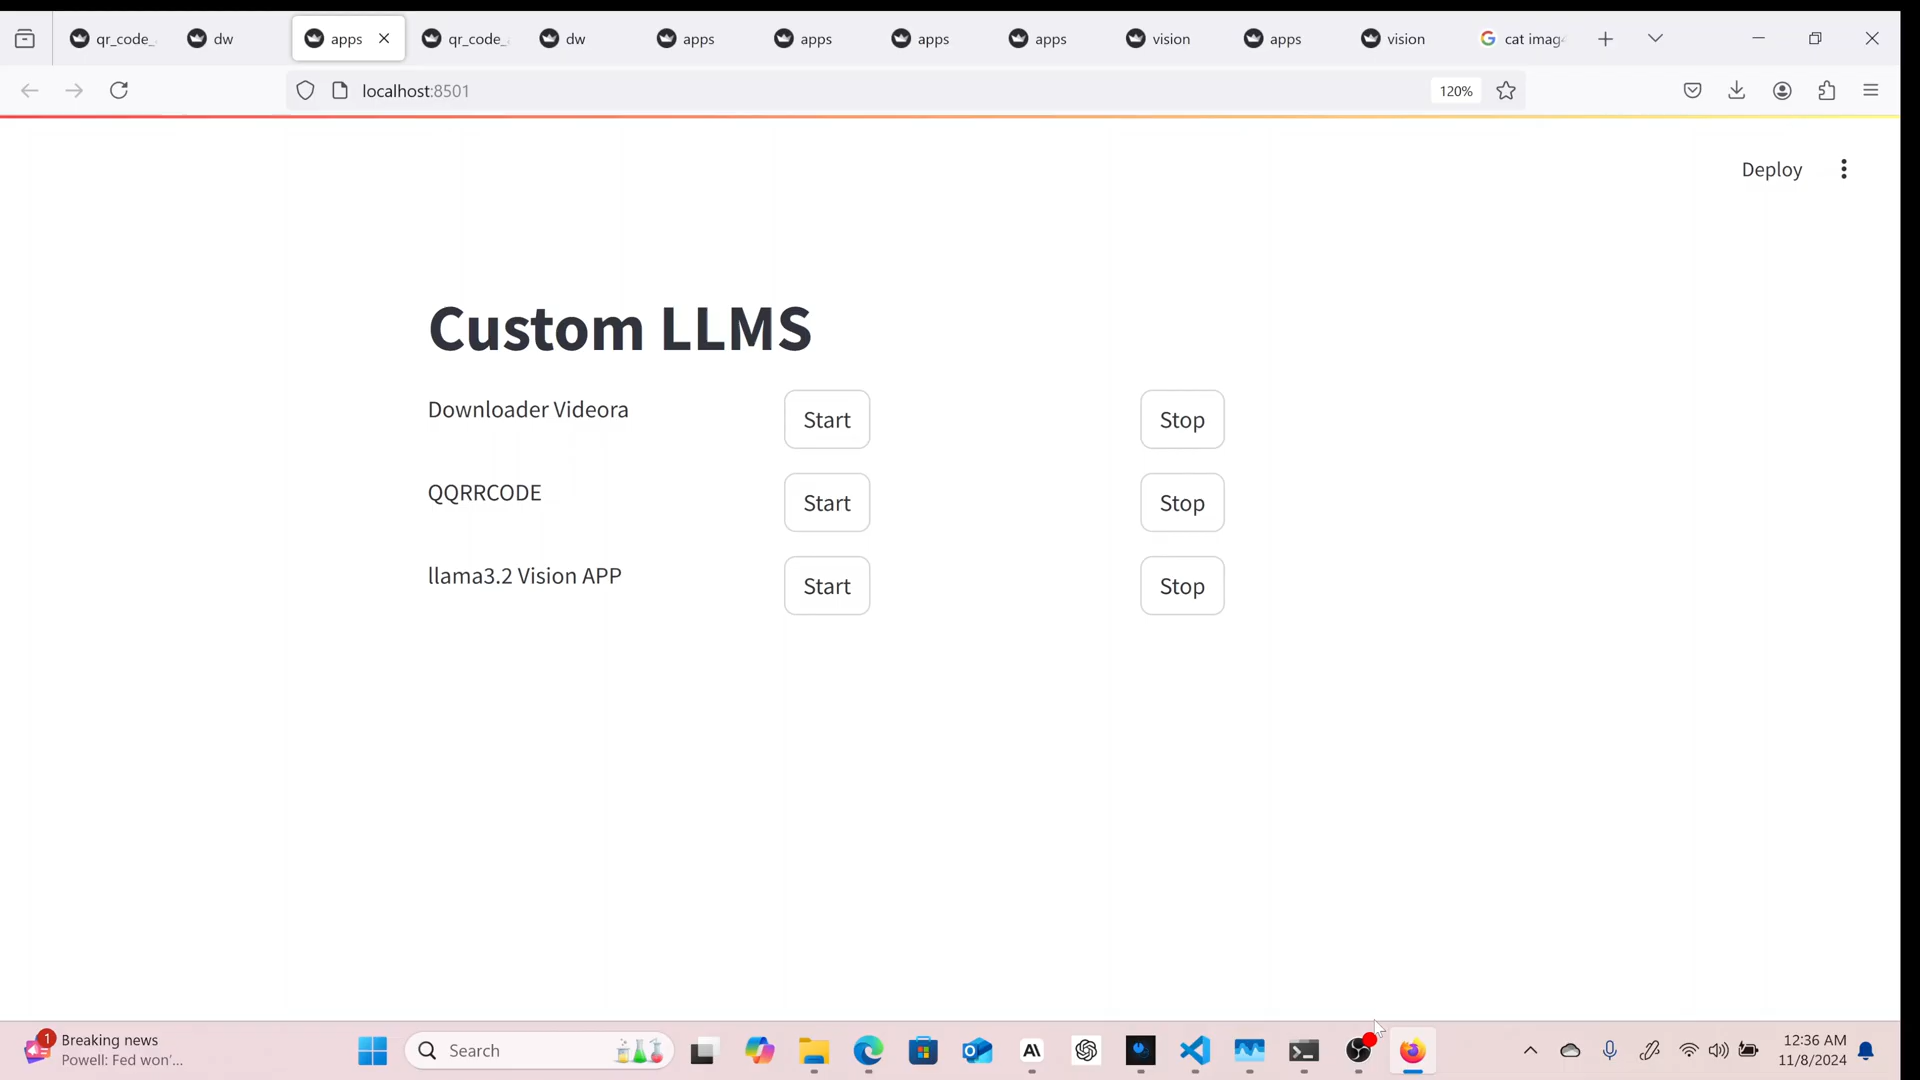 qr_code_ dw apps qr_code_ dw apps apps apps apps vision apps vision cat imag
localhost:8501 120%
Deploy
Custom LLMS
Downloader Videora Start Stop
QQRRCODE Start Stop
llama3.2 Vision APP Start Stop
1 Breaking news
Powell: Fed won'...
Search
12:36 AM
11/8/2024